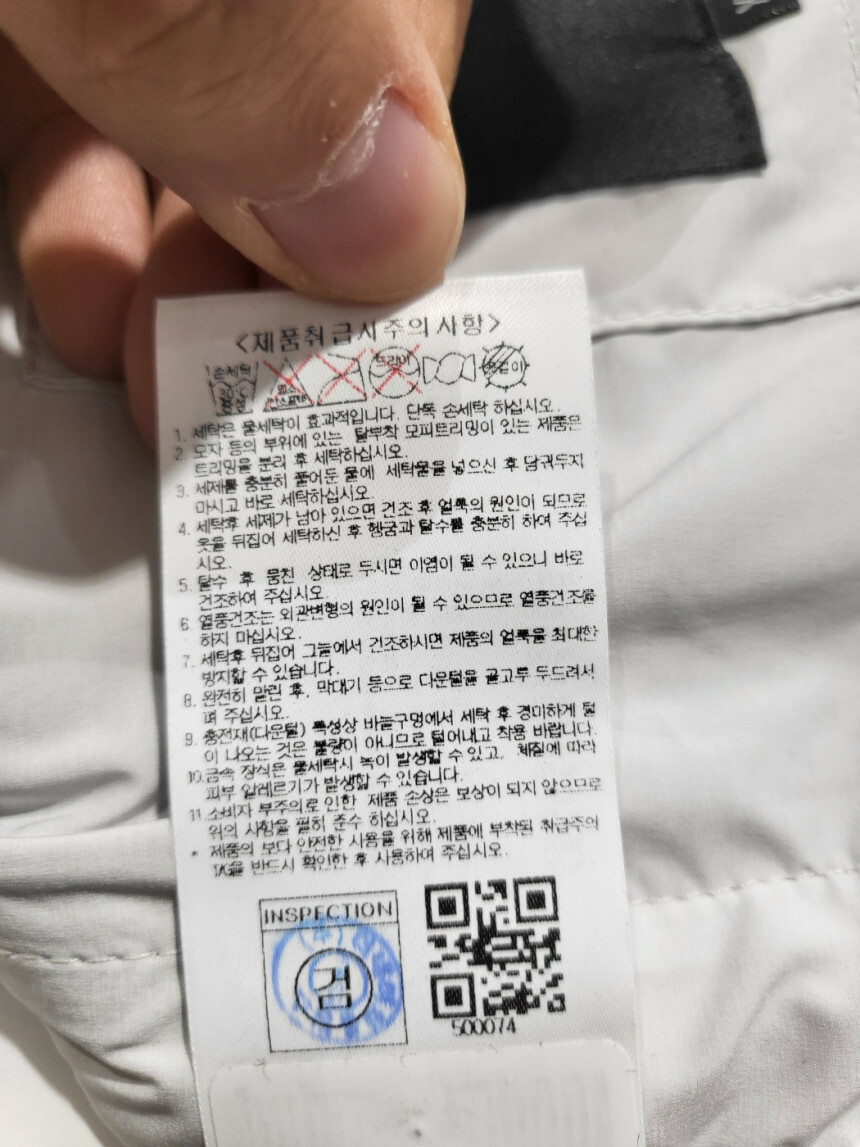 <제품취급시주의사항>
손세탁 드라이
염소
산소표백
1. 세탁은 물세탁이 효과적입니다. 단독 손세탁 하십시오.
2. 모자 등의 부위에 있는 탈부착 모피트리밍이 있는 제품은
트리밍을 분리 후 세탁하십시오.
3. 세제를 충분히 풀어둔 물에 세탁물을 넣으신 후 담궈두지
마시고 바로 세탁하십시오.
4. 세탁후 세제가 남아 있으면 건조 후 얼룩의 원인이 되므로
옷을 뒤집어 세탁하신 후 헹굼과 탈수를 충분히 하여 주십
시오.
5. 탈수 후 뭉친 상태로 두시면 이염이 될 수 있으니 바로
건조하여 주십시오.
6. 열풍건조는 외관변형의 원인이 될 수 있으므로 열풍건조를
하지 마십시오.
7. 세탁후 뒤집어 그늘에서 건조하시면 제품의 얼룩을 최대한
방지할 수 있습니다.
8. 완전히 말린 후, 막대기 등으로 다운털을 골고루 두드려서
펴 주십시오.
9. 충전재(다운털) 특성상 바늘구멍에서 세탁 후 경미하게 털
이 나오는 것은 불량이 아니므로 털어내고 착용 바랍니다.
10.금속 장식은 물세탁시 녹이 발생할 수 있고, 체질에 따라
피부 알레르기가 발생할 수 있습니다.
11.소비자 부주의로 인한 제품 손상은 보상이 되지 않으므로
위의 사항을 필히 준수 하십시오.
* 제품의 보다 안전한 사용을 위해 제품에 부착된 취급주의
TAG을 반드시 확인한 후 사용하여 주십시오.
INSPECTION
검
500074